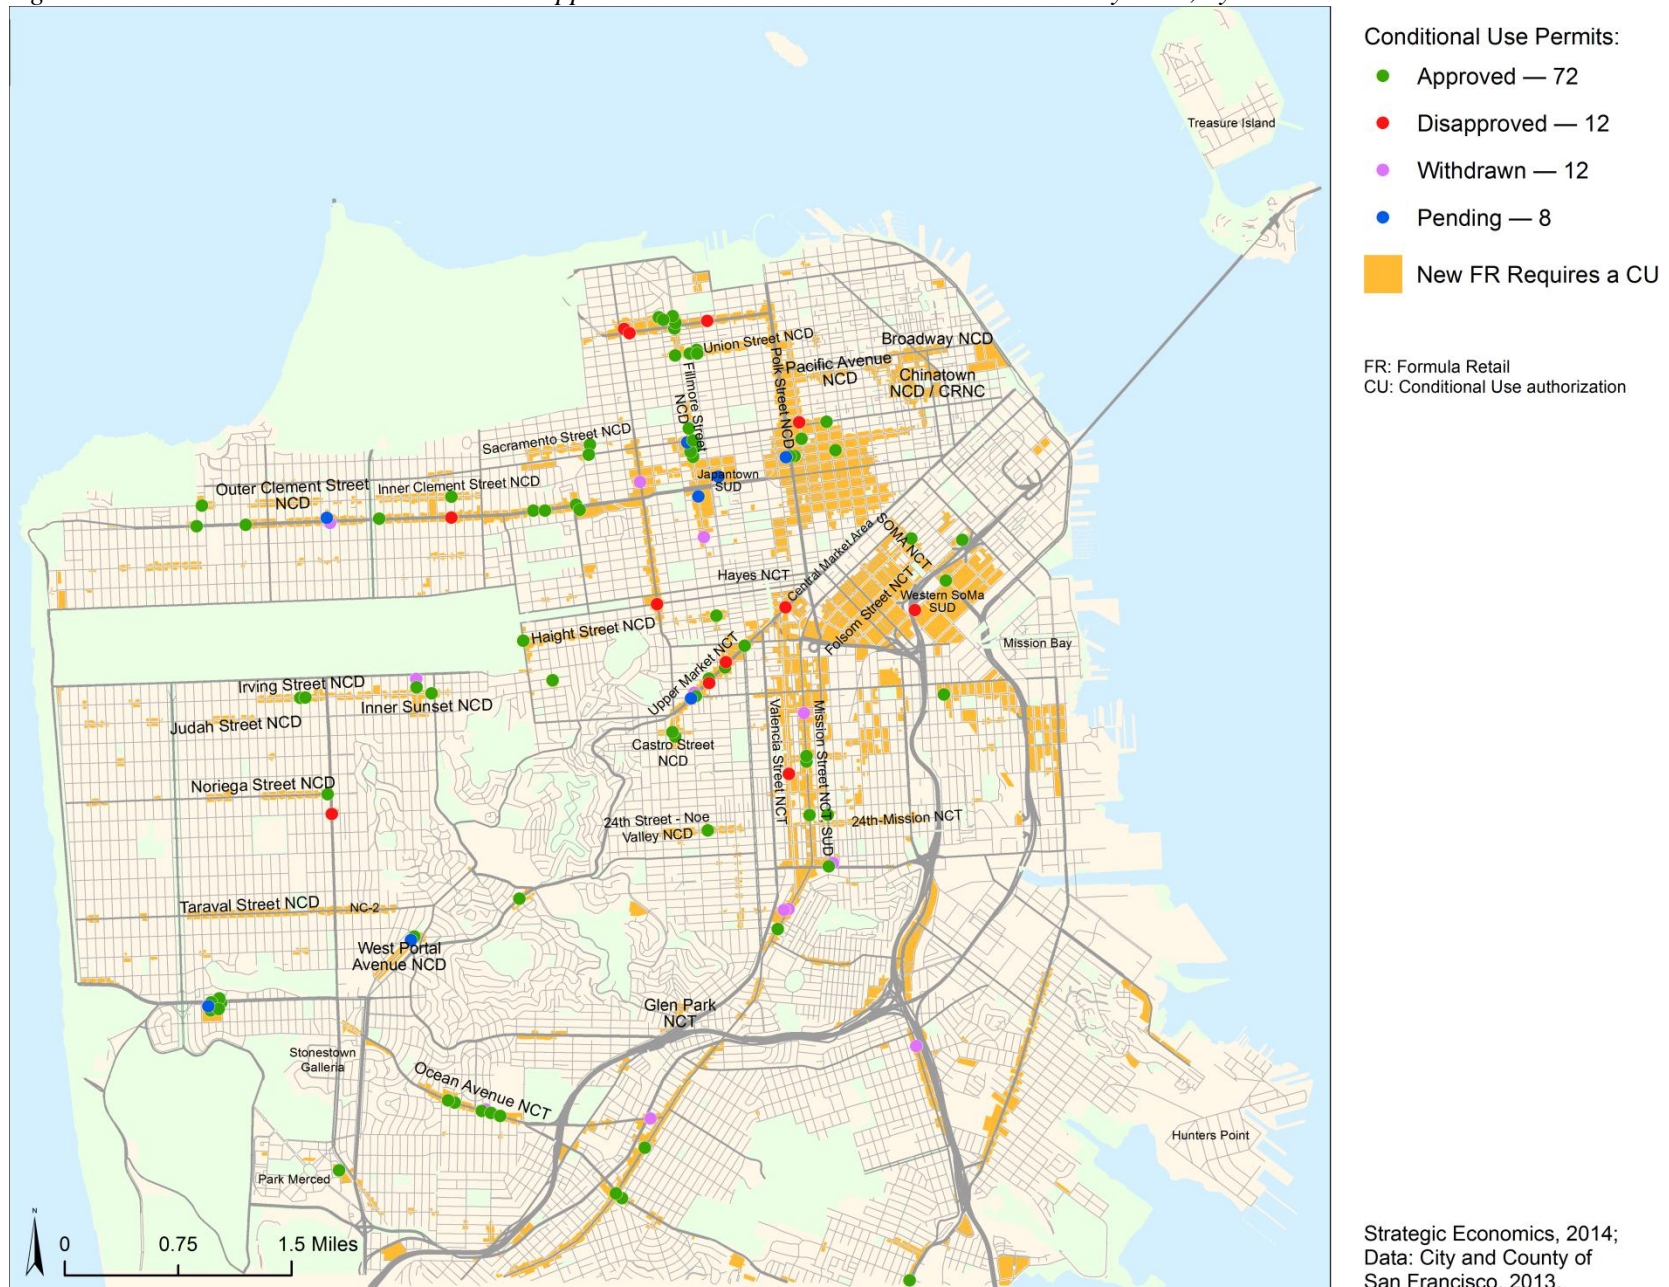 Conditional Use Permits:
Approved — 72
Disapproved — 12
Withdrawn — 12
Pending — 8
New FR Requires a CU
FR: Formula Retail
CU: Conditional Use authorization
Treasure Island
Broadway NCD
Union Street NCD
Pacific Avenue
NCD
Chinatown
NCD / CRNC
Polk Street NCD
Fillmore Street
NCD
Sacramento Street NCD
Outer Clement Street
NCD
Inner Clement Street NCD
Japantown
SUD
SOMA NCT
Central Market Area
Hayes NCT
Folsom Street NCT
Western SoMa
SUD
Mission Bay
Haight Street NCD
Upper Market NCT
Irving Street NCD
Inner Sunset NCD
Judah Street NCD
Castro Street
NCD
Valencia Street NCT
Mission Street NCT SUD
Noriega Street NCD
24th Street - Noe
Valley NCD
24th-Mission NCT
Taraval Street NCD
NC-2
West Portal
Avenue NCD
Glen Park
NCT
Stonestown
Galleria
Ocean Avenue NCT
Hunters Point
Park Merced
N
0 0.75 1.5 Miles
Strategic Economics, 2014;
Data: City and County of
San Francisco, 2013.